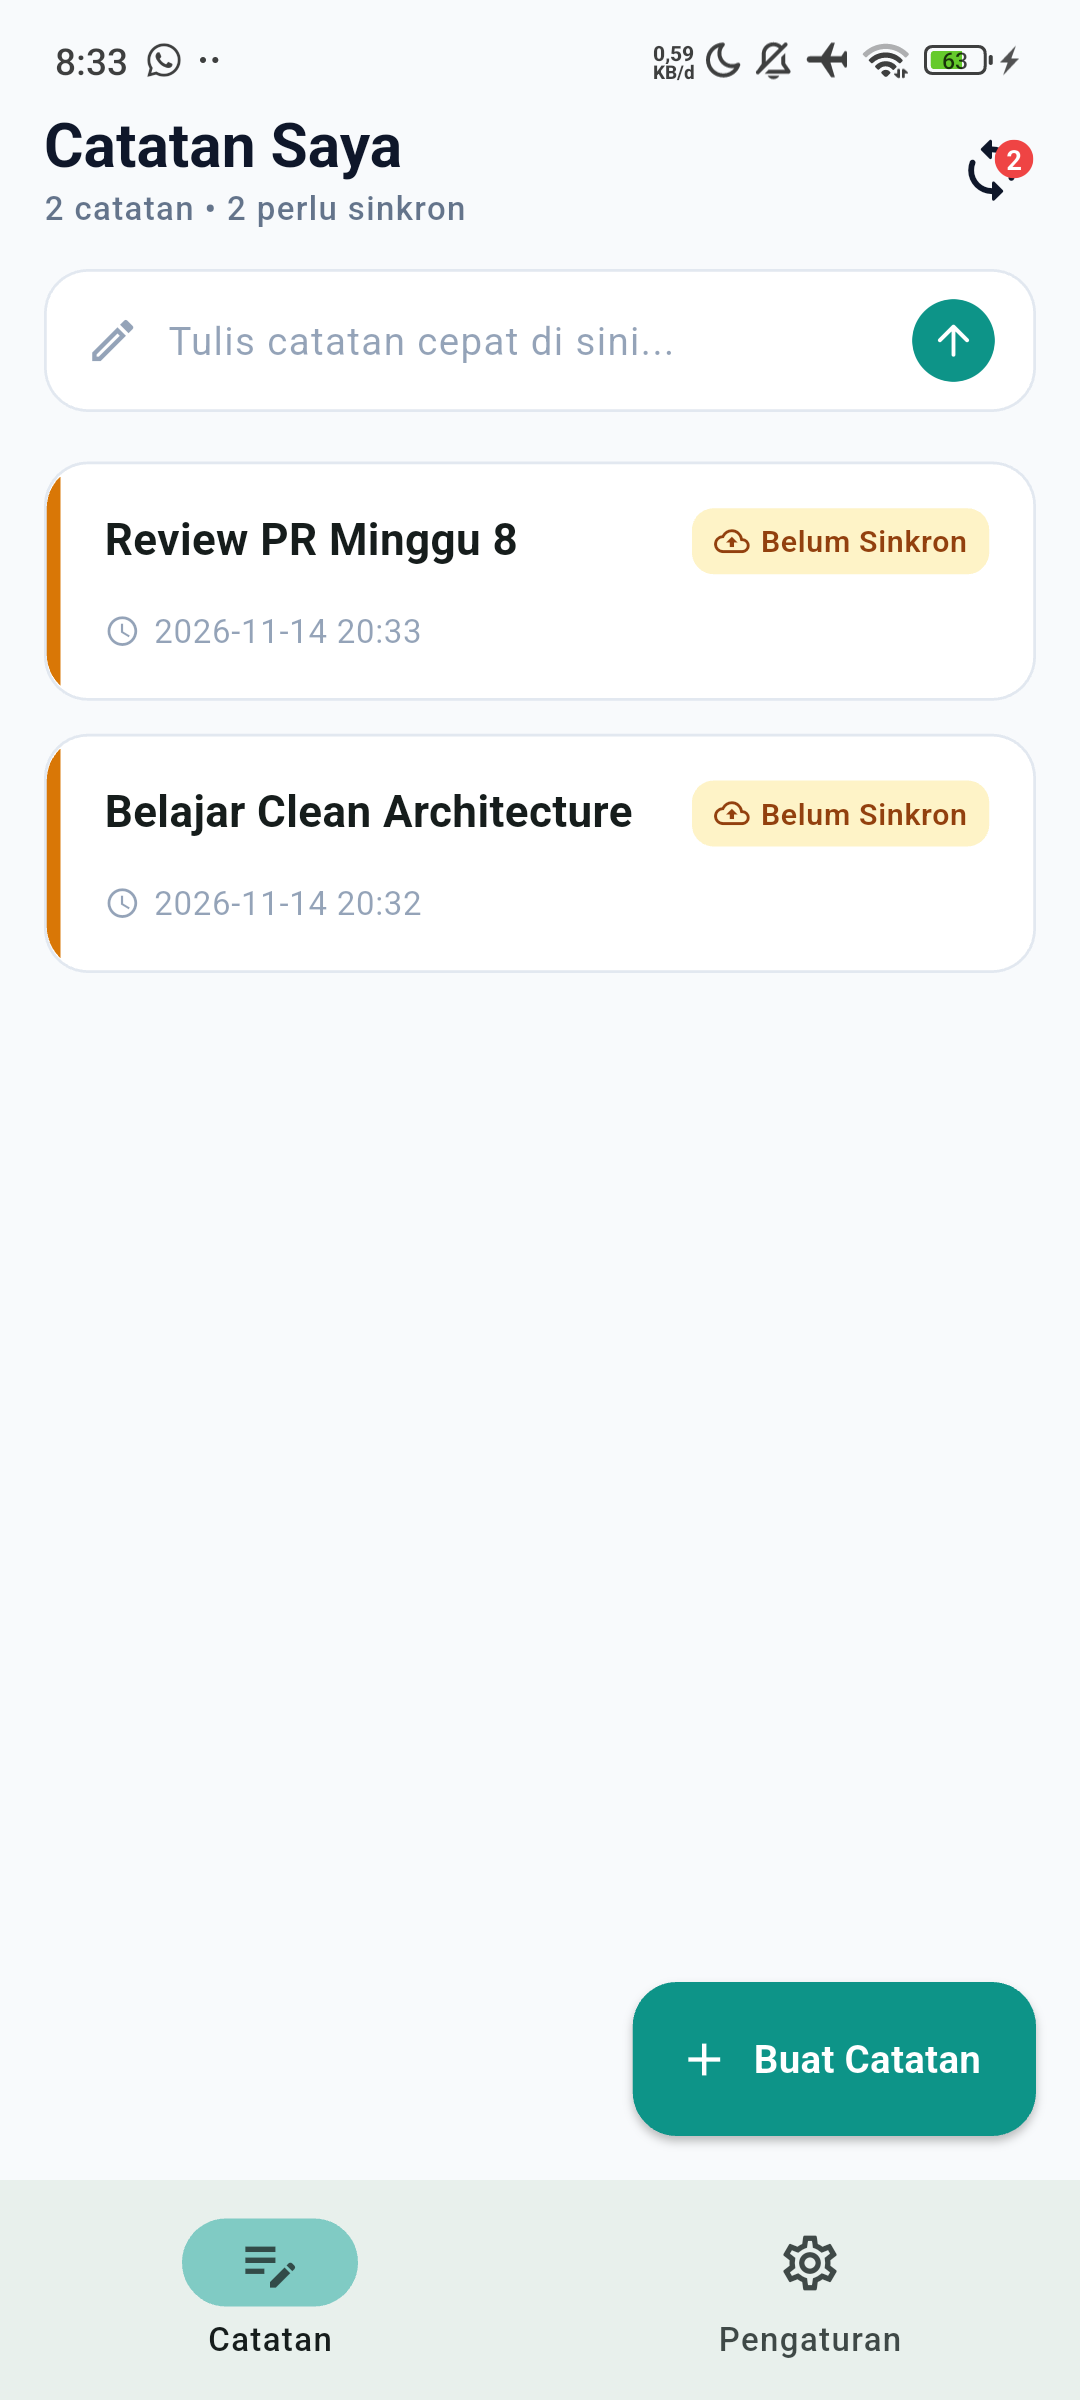 8:33
0,59
KB/d
63
Catatan Saya
2
2 catatan • 2 perlu sinkron
Tulis catatan cepat di sini...
Review PR Minggu 8
Belum Sinkron
2026-11-14 20:33
Belajar Clean Architecture
Belum Sinkron
2026-11-14 20:32
Buat Catatan
Catatan
Pengaturan